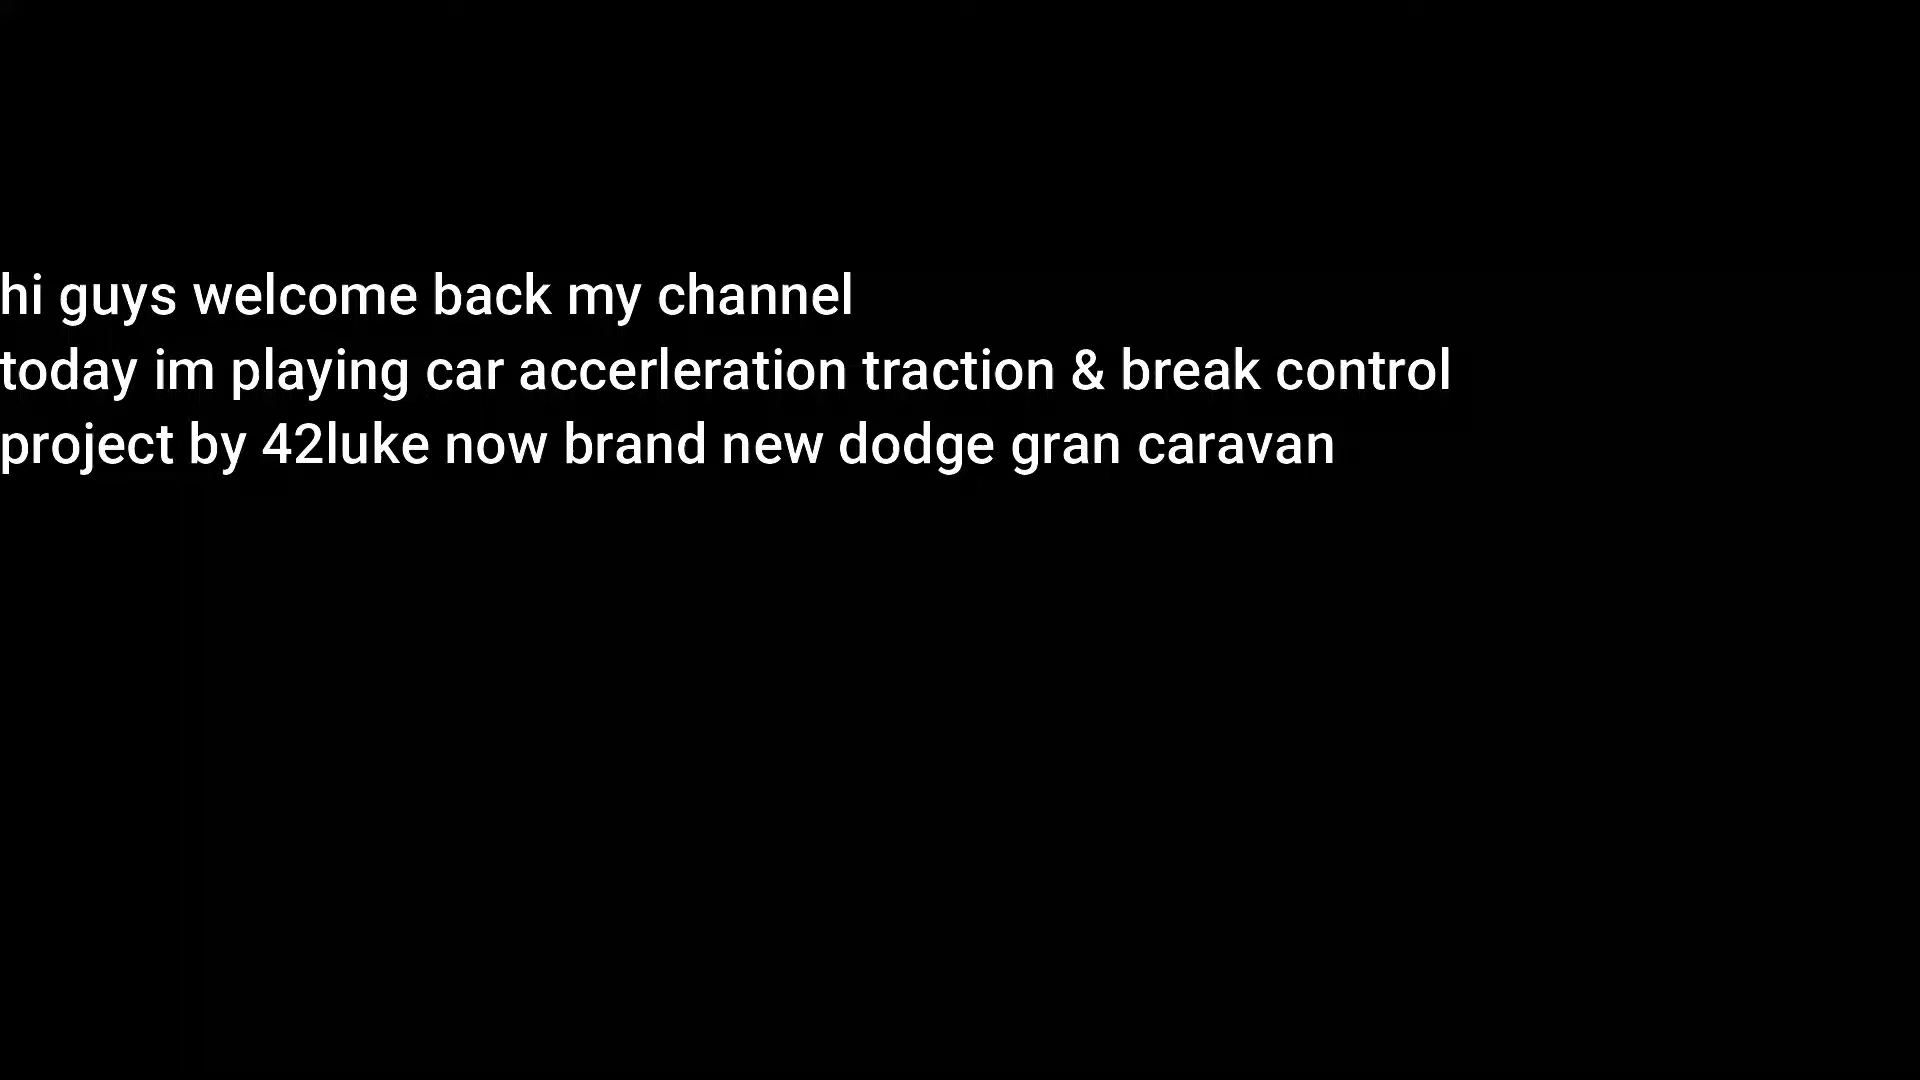 hi guys welcome back my channel
today im playing car accerleration traction & break control
project by 42luke now brand new dodge gran caravan